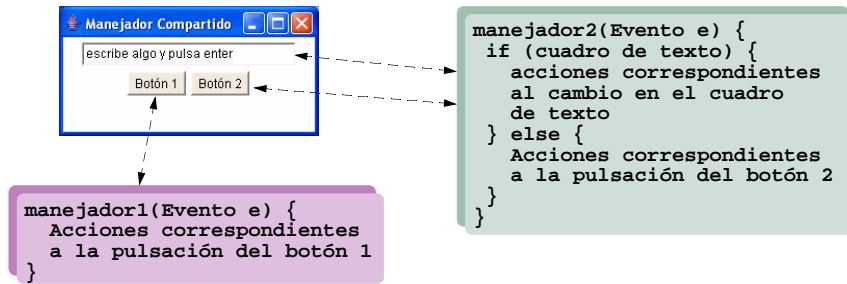 Manejador Compartido
escribe algo y pulsa enter
Botón 1 Botón 2
manejador2(Evento e) {
if (cuadro de texto) {
acciones correspondientes
al cambio en el cuadro
de texto
} else {
Acciones correspondientes
a la pulsación del botón 2
}
}
manejador1(Evento e) {
Acciones correspondientes
a la pulsación del botón 1
}